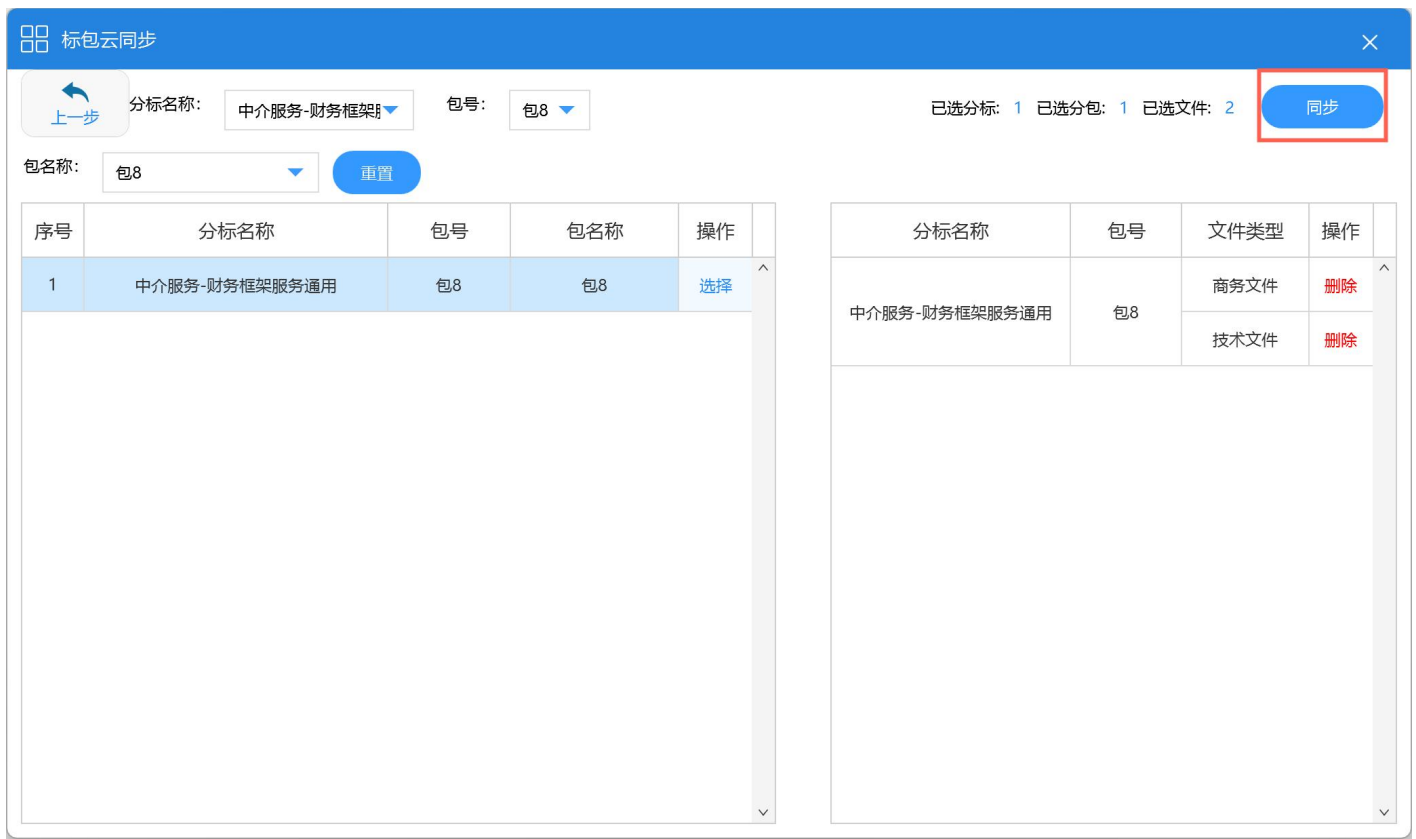 标包云同步
上一步
分标名称: 中介服务-财务框架 包号: 包8 已选分标: 1 已选分包: 1 已选文件: 2 同步
包名称: 包8 重置
序号 分标名称 包号 包名称 操作
1 中介服务-财务框架服务通用 包8 包8 选择
分标名称 包号 文件类型 操作
中介服务-财务框架服务通用 包8 商务文件 删除
技术文件 删除